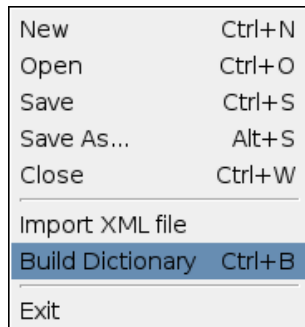 New Ctrl+N
Open Ctrl+O
Save Ctrl+S
Save As... Alt+S
Close Ctrl+W
Import XML file
Build Dictionary Ctrl+B
Exit